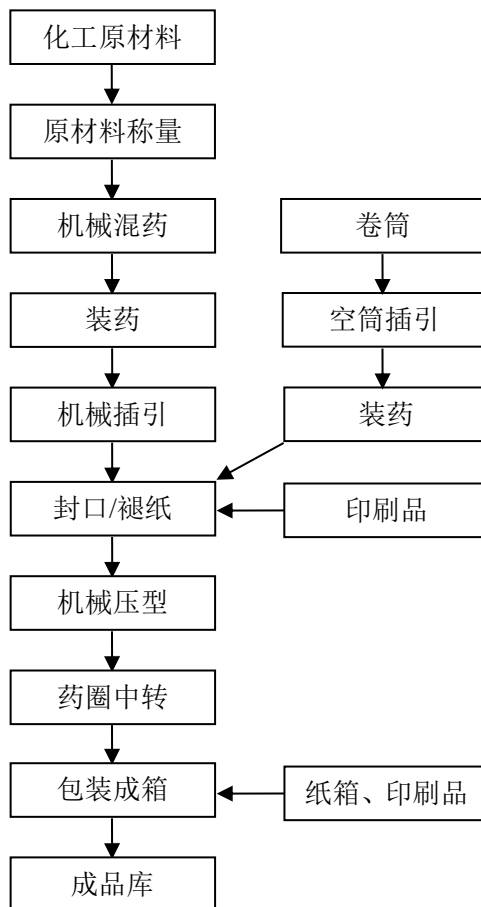 化工原材料
原材料称量
机械混药
卷筒
装药
空筒插引
机械插引
装药
封口/褪纸
印刷品
机械压型
药圈中转
包装成箱
纸箱、印刷品
成品库